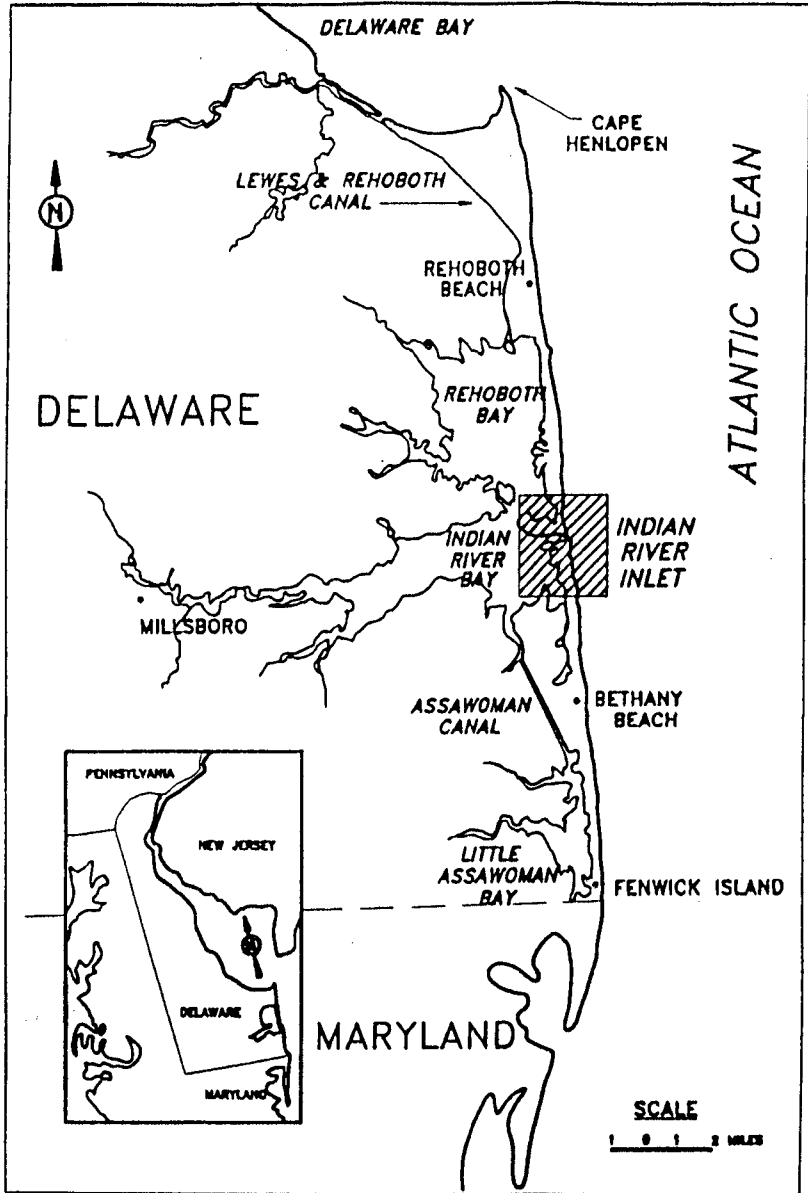 DELAWARE BAY
CAPE
HENLOPEN
LEWES & REHOBOTH
CANAL
N
REHOBOTH
BEACH
ATLANTIC OCEAN
DELAWARE
REHOBOTH
BAY
INDIAN
RIVER
BAY
INDIAN
RIVER
INLET
MILLSBORO
ASSAWOMAN
CANAL
BETHANY
BEACH
LITTLE
ASSAWOMAN
BAY
FENWICK ISLAND
PENNSYLVANIA
NEW JERSEY
DELAWARE
MARYLAND
MARYLAND
SCALE
1 0 1 2 MILES